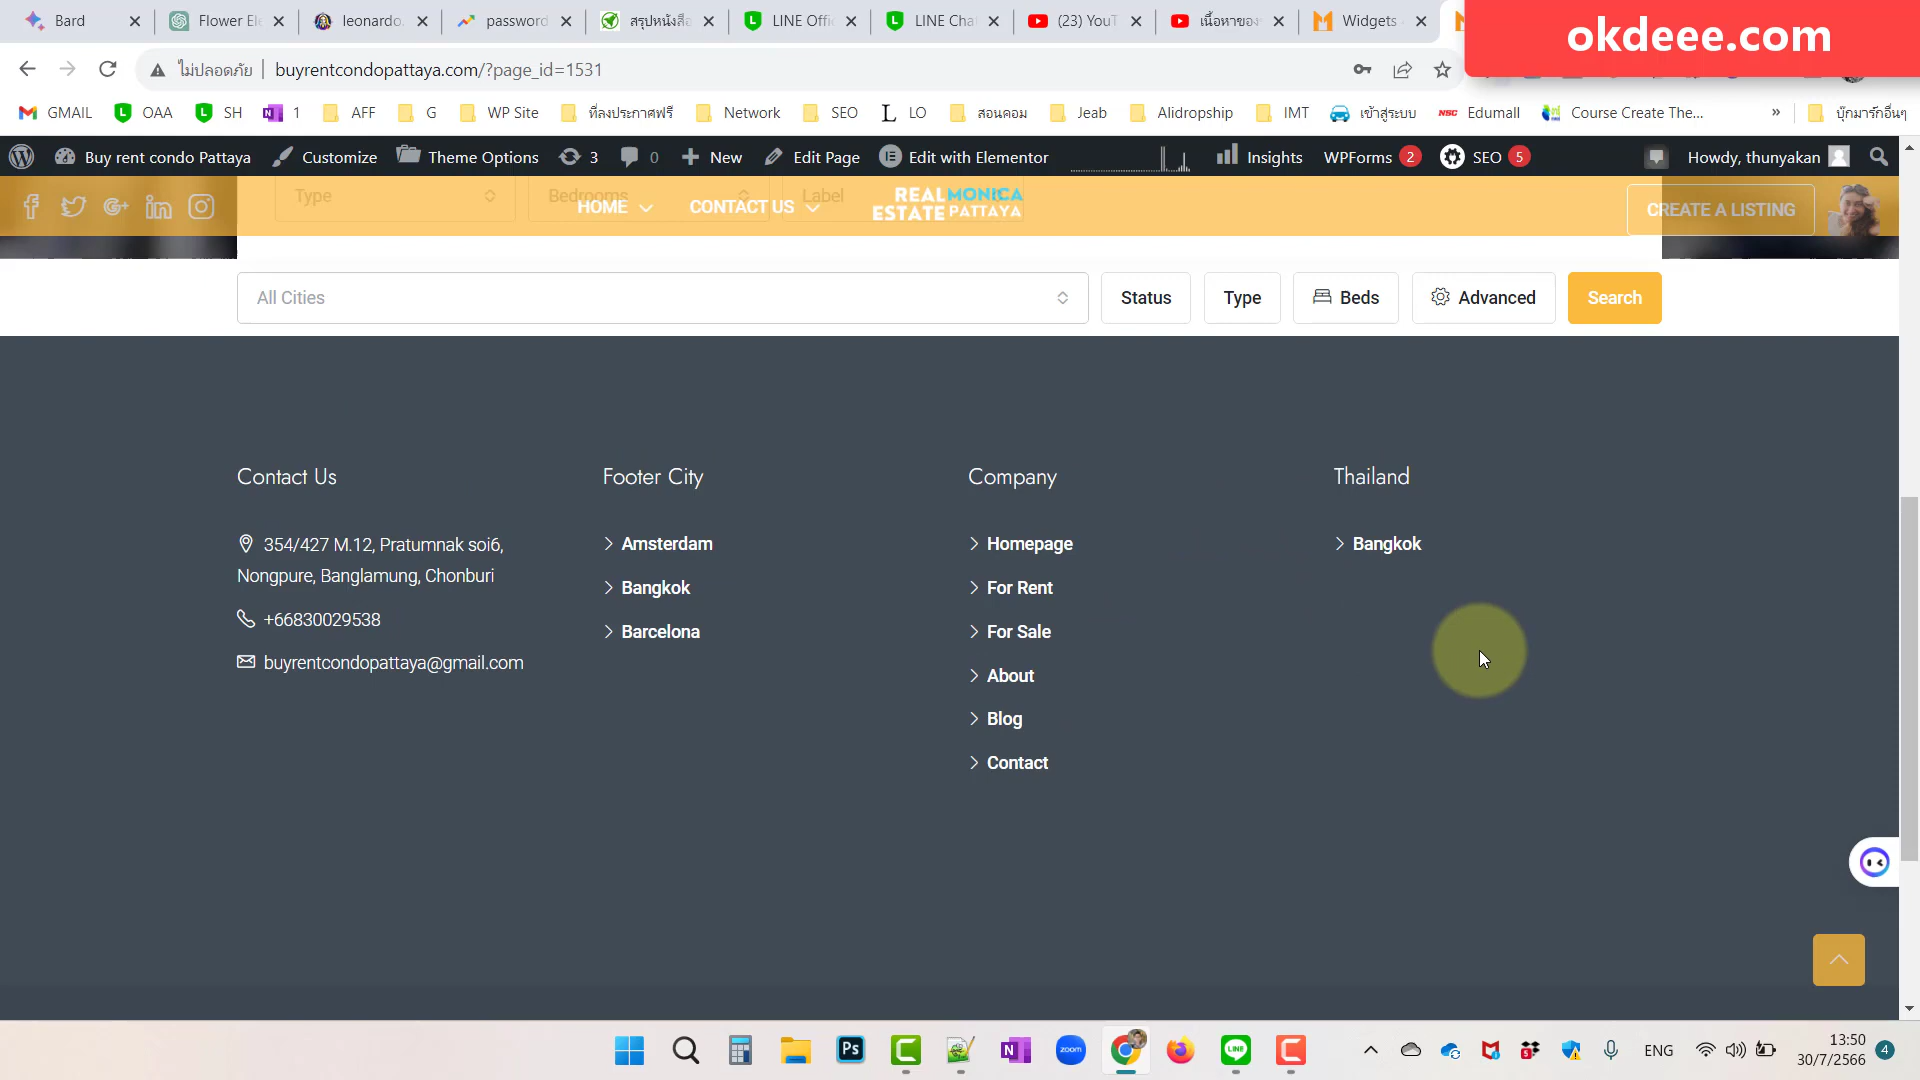 Bard
Flower Ele
leonardo.
password
สรุปหนังสือ
LINE Offi
LINE Cha
(23) YouT
เนื้อหาของ
Widgets
okdeee.com
ไม่ปลอดภัย
buyrentcondopattaya.com/?page_id=1531
GMAIL
OAA
SH
1
AFF
G
WP Site
ที่ลงประกาศฟรี
Network
SEO
LO
สอนคอม
Jeab
Alidropship
IMT
เข้าสู่ระบบ
NSC Edumall
Course Create The...
»
บุ๊กมาร์กอื่นๆ
Buy rent condo Pattaya
Customize
Theme Options
3
0
New
Edit Page
Edit with Elementor
Insights
WPForms 2
SEO 5
Howdy, thunyakan
Type
Bedrooms
Label
HOME
CONTACT US
REAL MONICA
ESTATE PATTAYA
CREATE A LISTING
All Cities
Status
Type
Beds
Advanced
Search
Contact Us
354/427 M.12, Pratumnak soi6,
Nongpure, Banglamung, Chonburi
+66830029538
buyrentcondopattaya@gmail.com
Footer City
Amsterdam
Bangkok
Barcelona
Company
Homepage
For Rent
For Sale
About
Blog
Contact
Thailand
Bangkok
Ps
N
zoom
LINE
ENG
13:50
30/7/2566
4